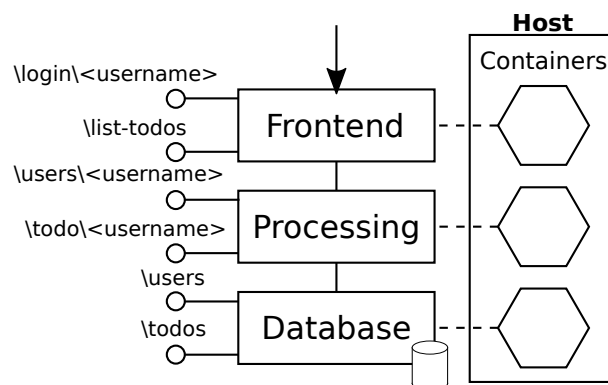 Host
Containers
\login\<username>
Frontend
\list-todos
\users\<username>
Processing
\todo\<username>
\users
Database
\todos